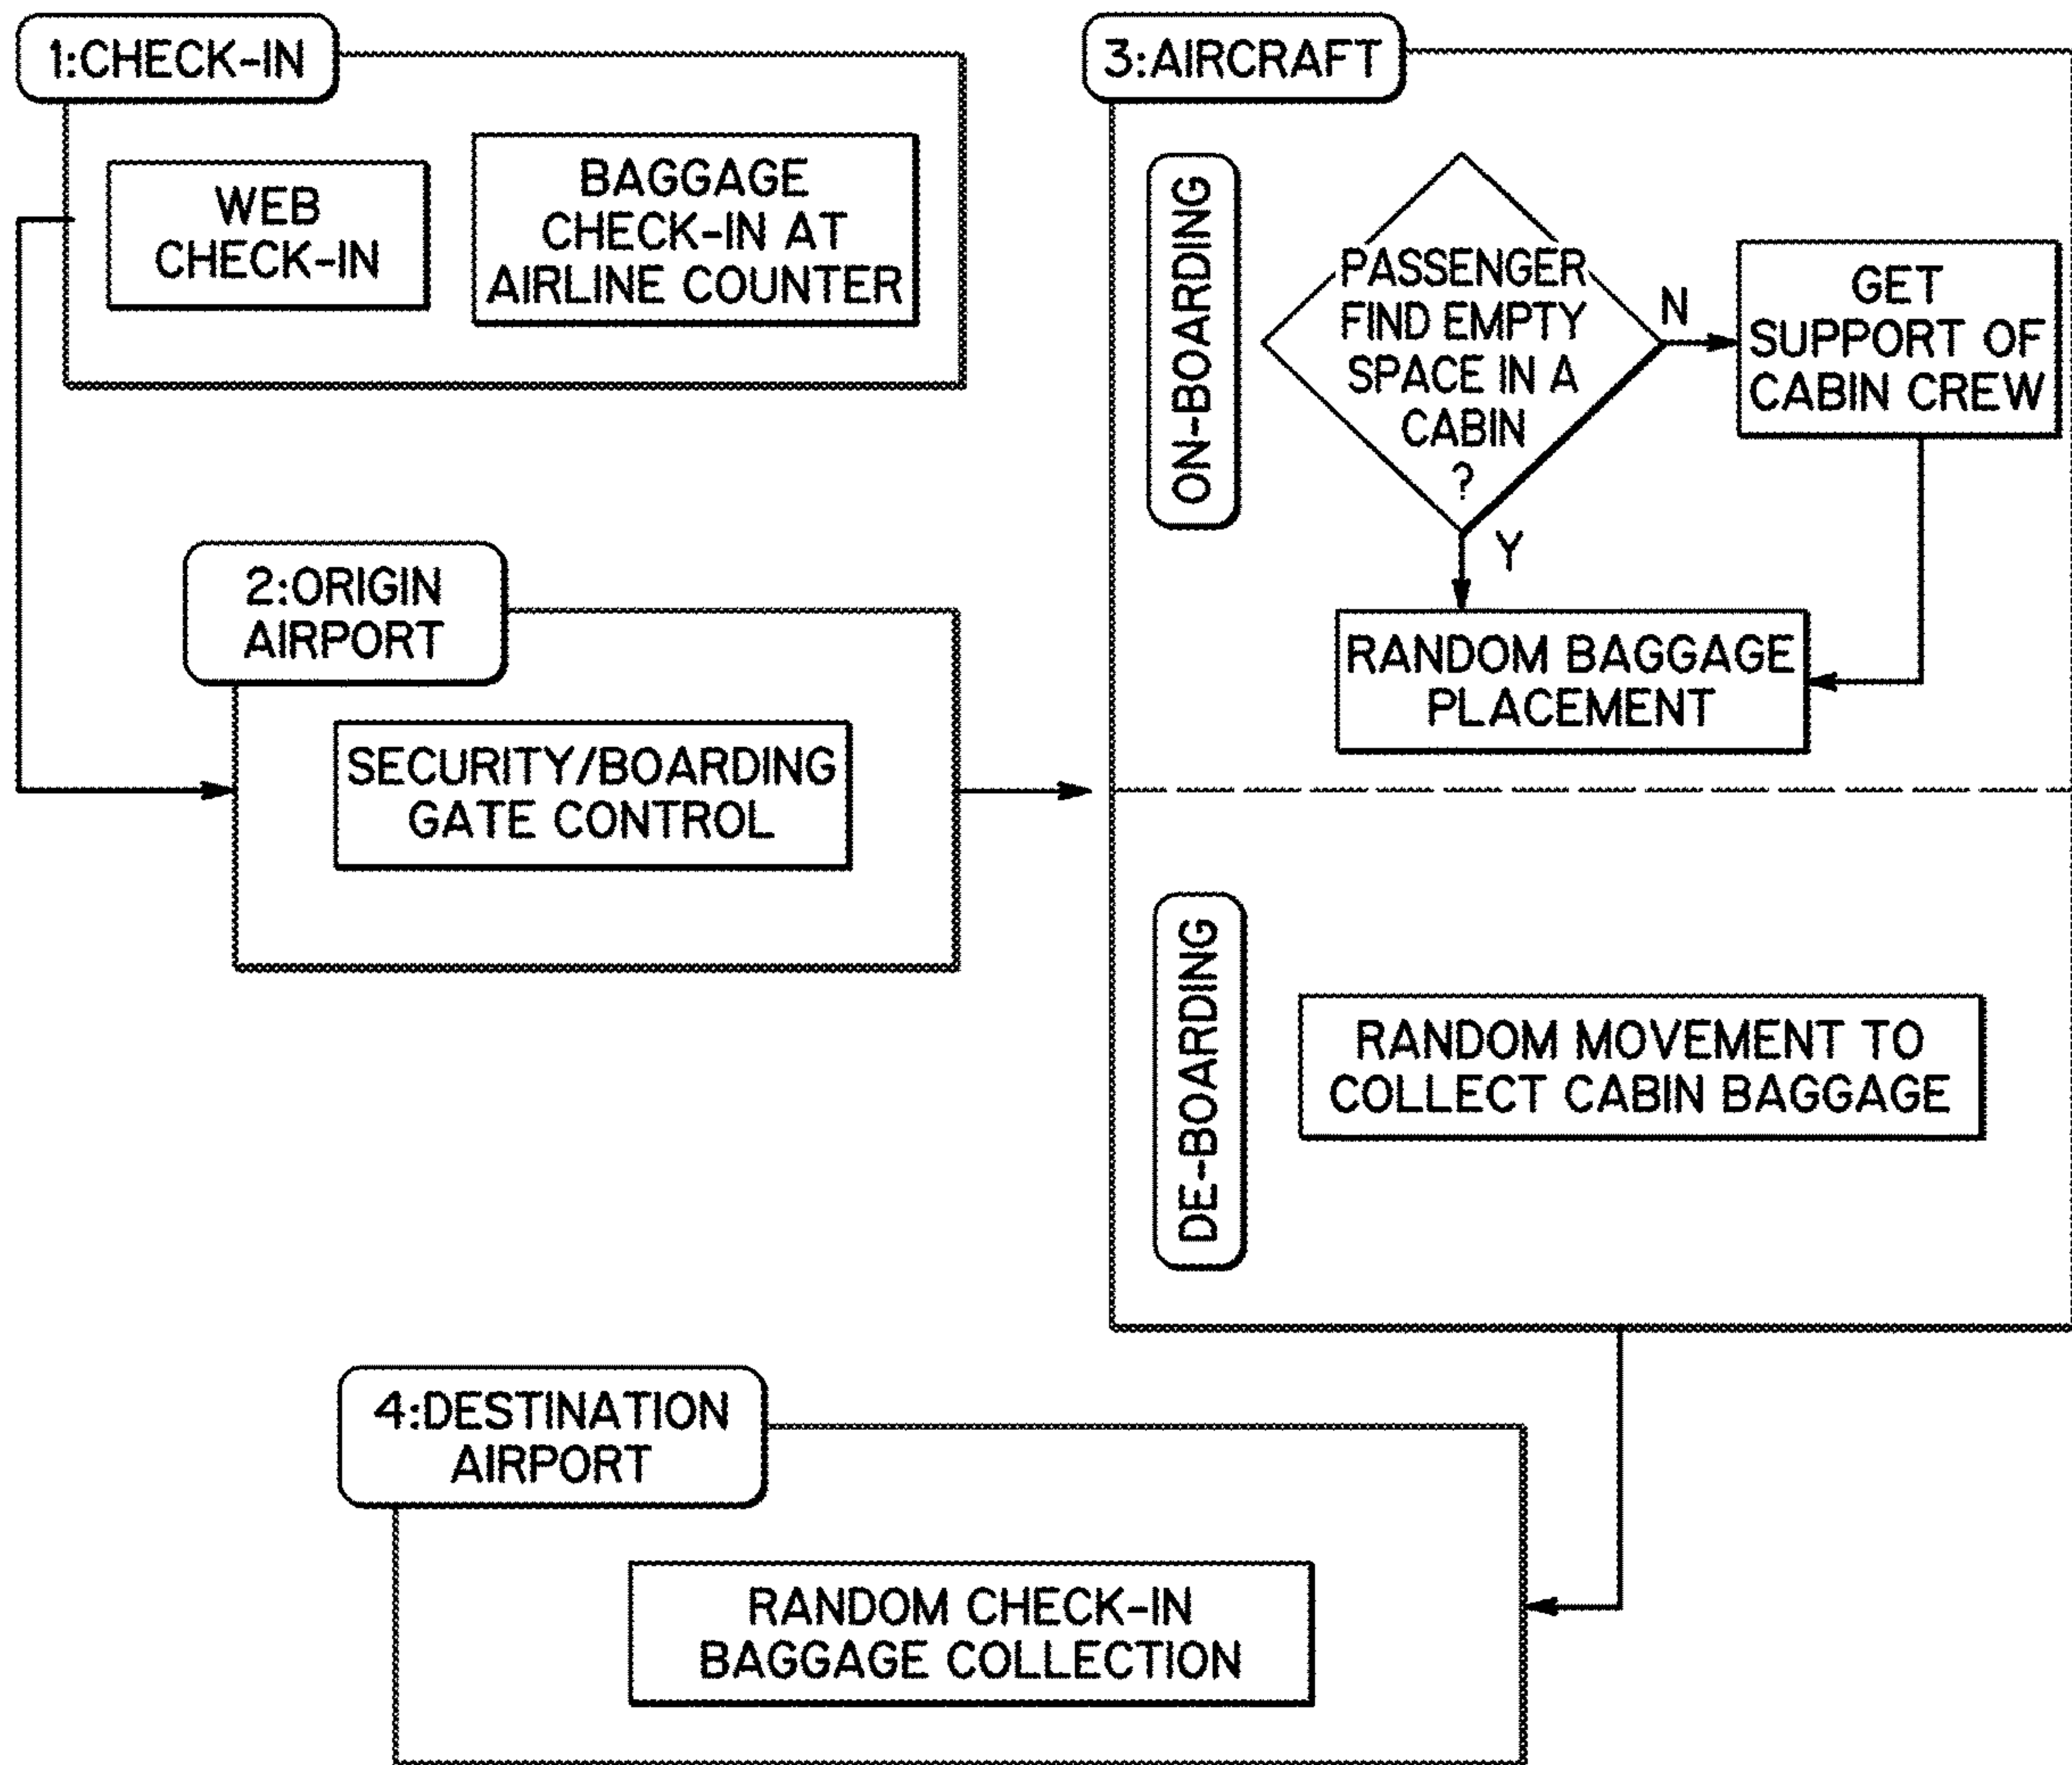 1:CHECK-IN
WEB
CHECK-IN
BAGGAGE
CHECK-IN AT
AIRLINE COUNTER
2:ORIGIN
AIRPORT
SECURITY/BOARDING
GATE CONTROL
3:AIRCRAFT
ON-BOARDING
PASSENGER
FIND EMPTY
SPACE IN A
CABIN
?
N
GET
SUPPORT OF
CABIN CREW
Y
RANDOM BAGGAGE
PLACEMENT
DE-BOARDING
RANDOM MOVEMENT TO
COLLECT CABIN BAGGAGE
4:DESTINATION
AIRPORT
RANDOM CHECK-IN
BAGGAGE COLLECTION